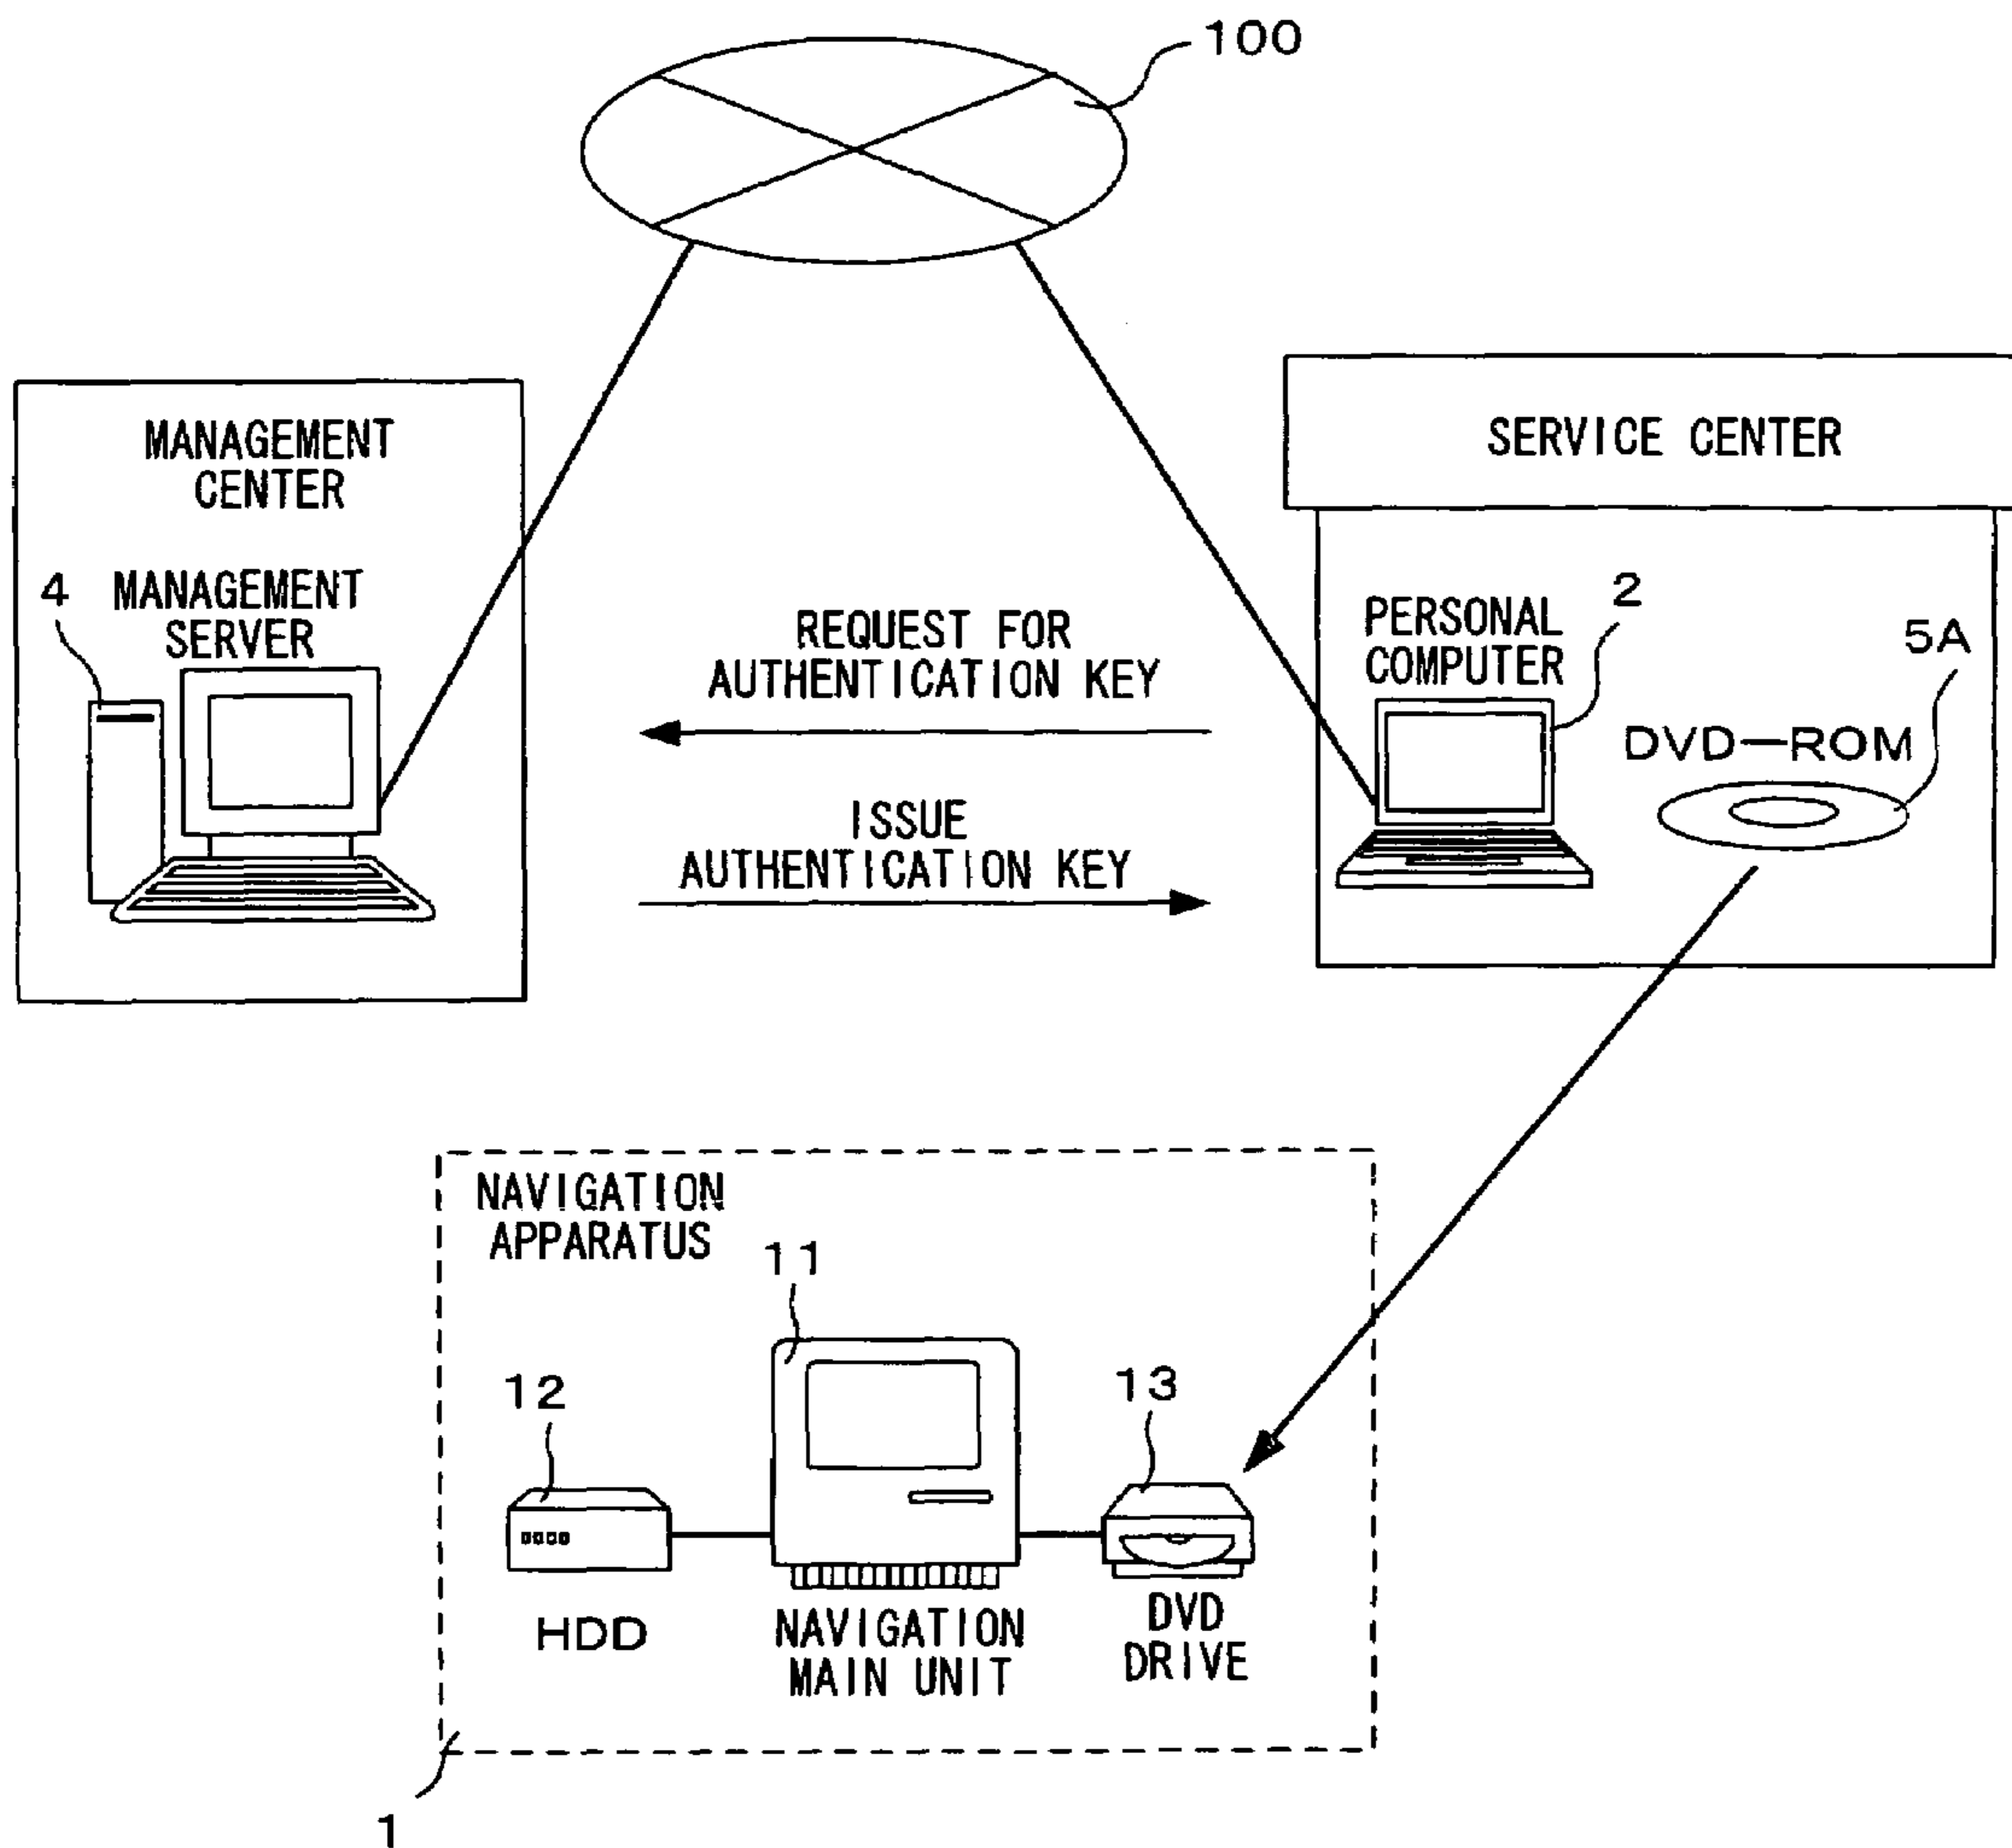 100
MANAGEMENT
CENTER
SERVICE CENTER
4
MANAGEMENT
SERVER
REQUEST FOR
AUTHENTICATION KEY
ISSUE
AUTHENTICATION KEY
2
PERSONAL
COMPUTER
5A
DVD-ROM
NAVIGATION
APPARATUS
11
12
13
HDD
NAVIGATION
MAIN UNIT
DVD
DRIVE
1